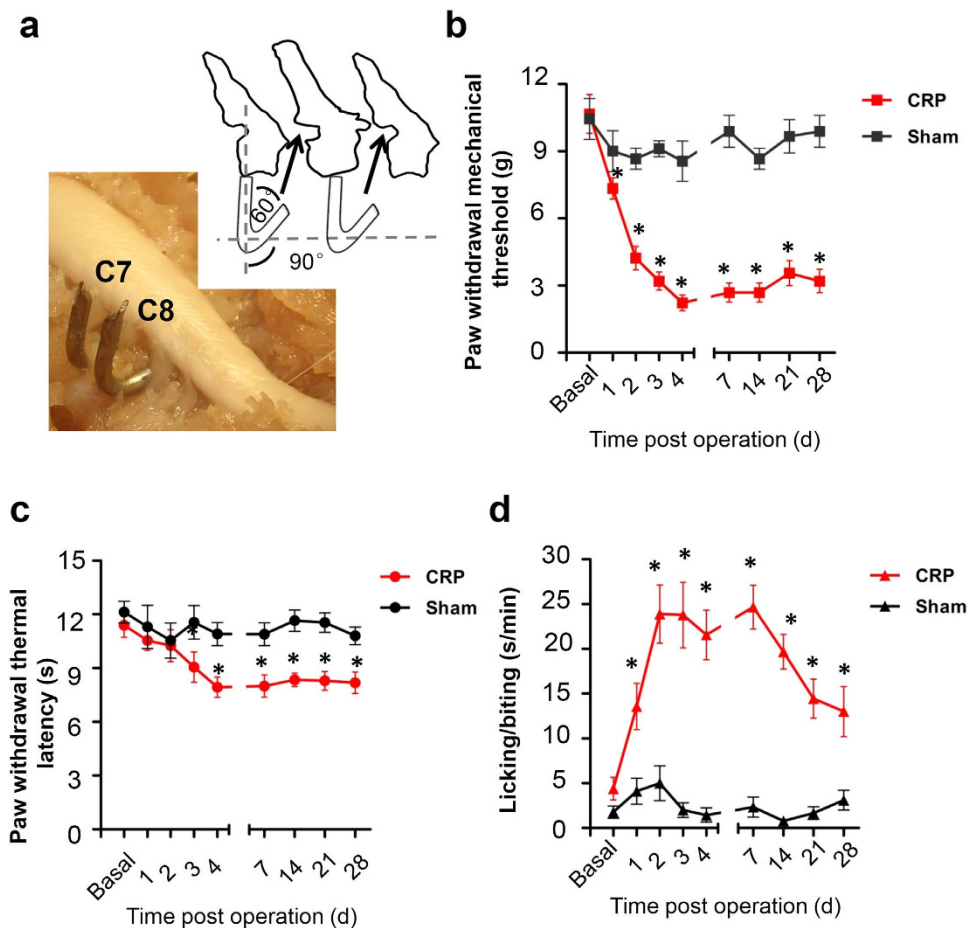 a
60°
90°
C7
C8
b
Paw withdrawal mechanical
threshold (g)
12
9
6
3
0
CRP
Sham
*
*
*
*
*
*
*
*
Basal
1
2
3
4
7
14
21
28
Time post operation (d)
c
Paw withdrawal thermal
latency (s)
15
12
9
6
3
0
CRP
Sham
*
*
*
*
*
*
Basal
1
2
3
4
7
14
21
28
Time post operation (d)
d
Licking/biting (s/min)
30
25
20
15
10
5
0
CRP
Sham
*
*
*
*
*
*
*
*
Basal
1
2
3
4
7
14
21
28
Time post operation (d)